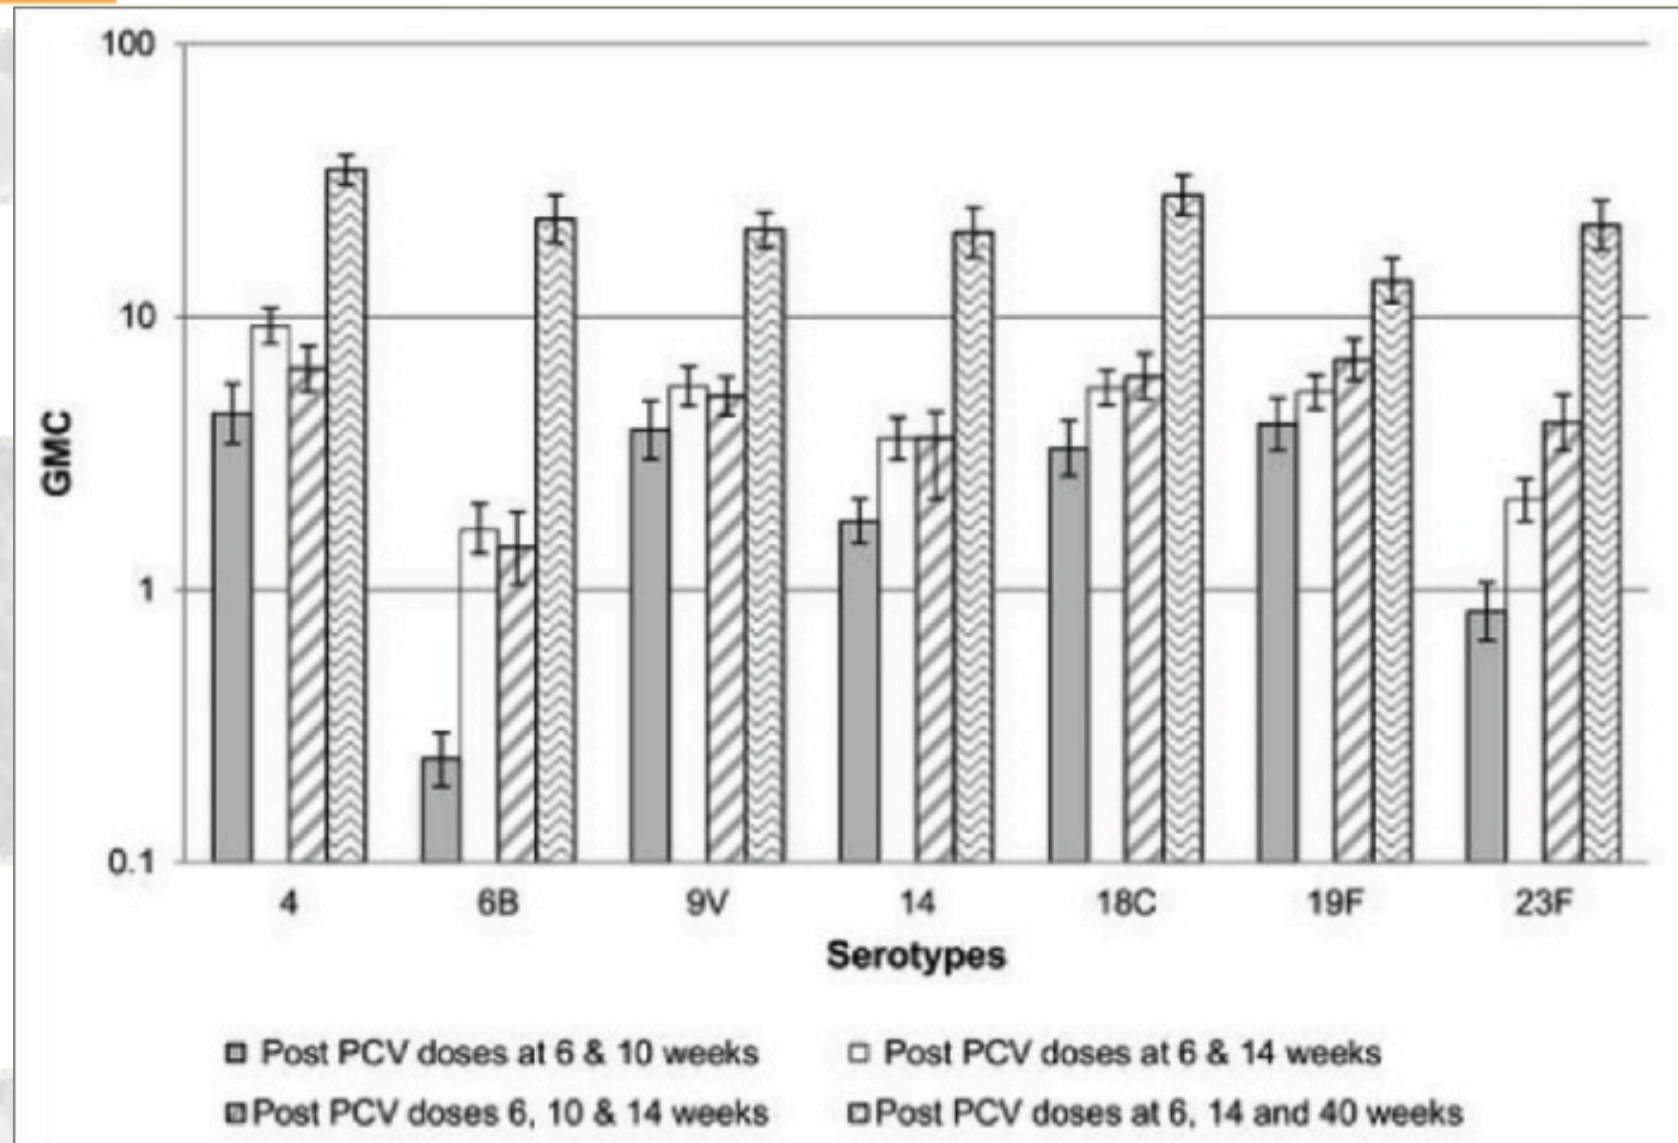 100
10
1
0.1
GMC
4 6B 9V 14 18C 19F 23F
Serotypes
Post PCV doses at 6 & 10 weeks
Post PCV doses at 6 & 14 weeks
Post PCV doses 6, 10 & 14 weeks
Post PCV doses at 6, 14 and 40 weeks